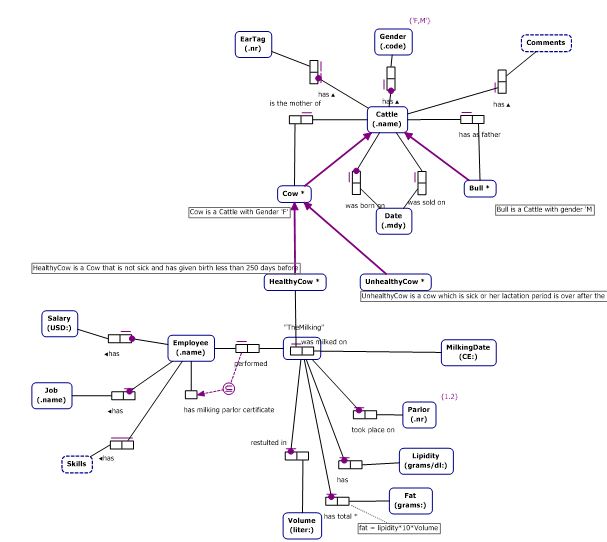 {'F,M'}
EarTag
(.nr)
Gender
(.code)
Comments
has ▲
has ▲
has ▲
is the mother of
Cattle
(.name)
has as father
Cow *
was born on
was sold on
Bull *
Cow is a Cattle with Gender 'F'
Date
(.mdy)
Bull is a Cattle with gender 'M
HealthyCow is a Cow that is not sick and has given birth less than 250 days before
HealthyCow *
UnhealthyCow *
UnhealthyCow is a cow which is sick or her lactation period is over after the
Salary
(USD:)
"TheMilking"
Employee
(.name)
was milked on
MilkingDate
(CE:)
◄has
performed
Job
(.name)
{1.2}
◄has
has milking parlor certificate
Parlor
(.nr)
took place on
restulted in
Skills
◄has
Lipidity
(grams/dl:)
has
Fat
(grams:)
has total *
Volume
(liter:)
fat = lipidity*10*Volume